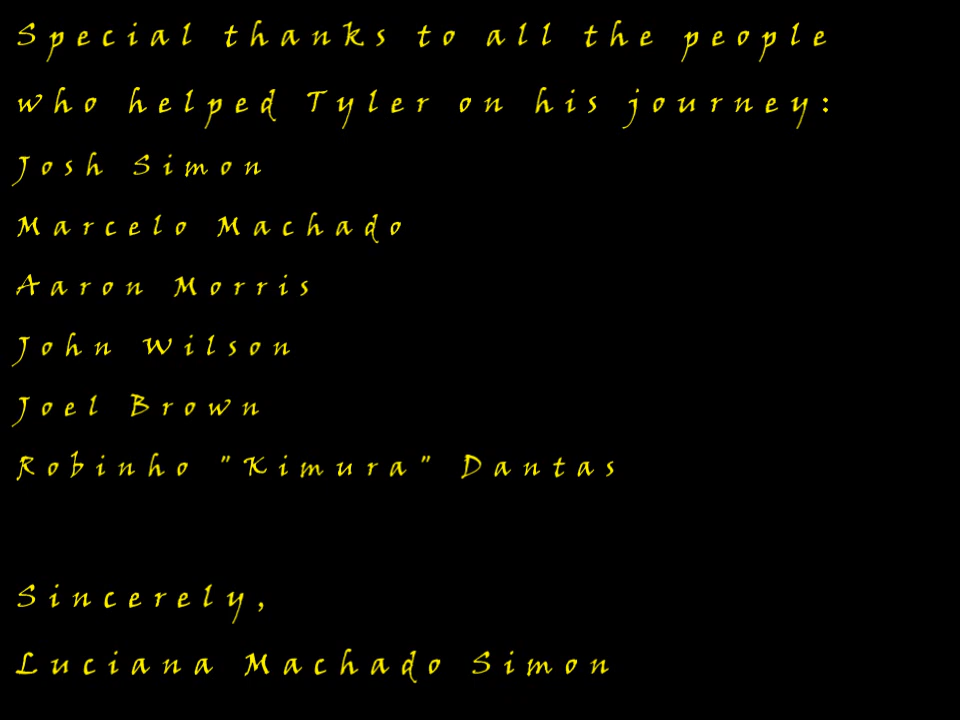 Special thanks to all the people
who helped Tyler on his journey:
Josh Simon
Marcelo Machado
Aaron Morris
John Wilson
Joel Brown
Robinho "Kimura" Dantas
Sincerely,
Luciana Machado Simon